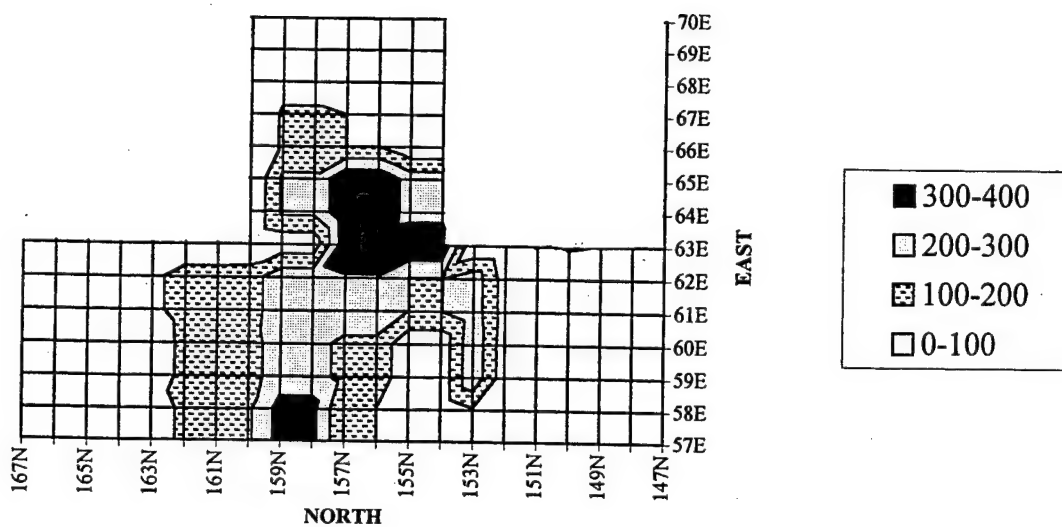 70E
69E
68E
67E
66E
65E
64E
63E
62E
61E
60E
59E
58E
57E
EAST
167N
165N
163N
161N
159N
157N
155N
153N
151N
149N
147N
NORTH
300-400
200-300
100-200
0-100